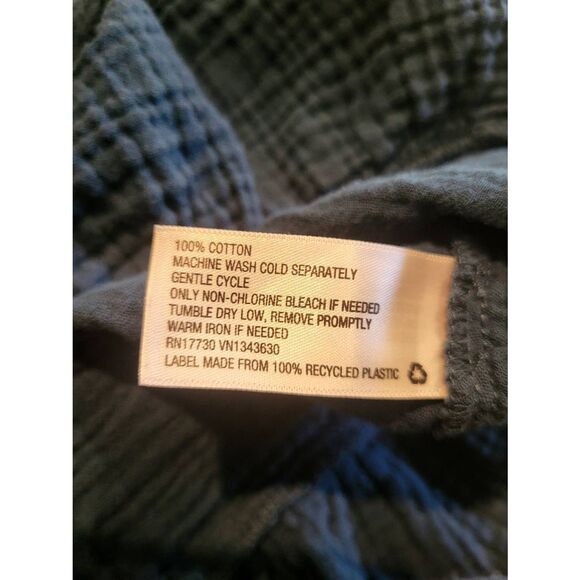 100% COTTON
MACHINE WASH COLD SEPARATELY
GENTLE CYCLE
ONLY NON-CHLORINE BLEACH IF NEEDED
TUMBLE DRY LOW, REMOVE PROMPTLY
WARM IRON IF NEEDED
RN17730 VN1343630
LABEL MADE FROM 100% RECYCLED PLASTIC